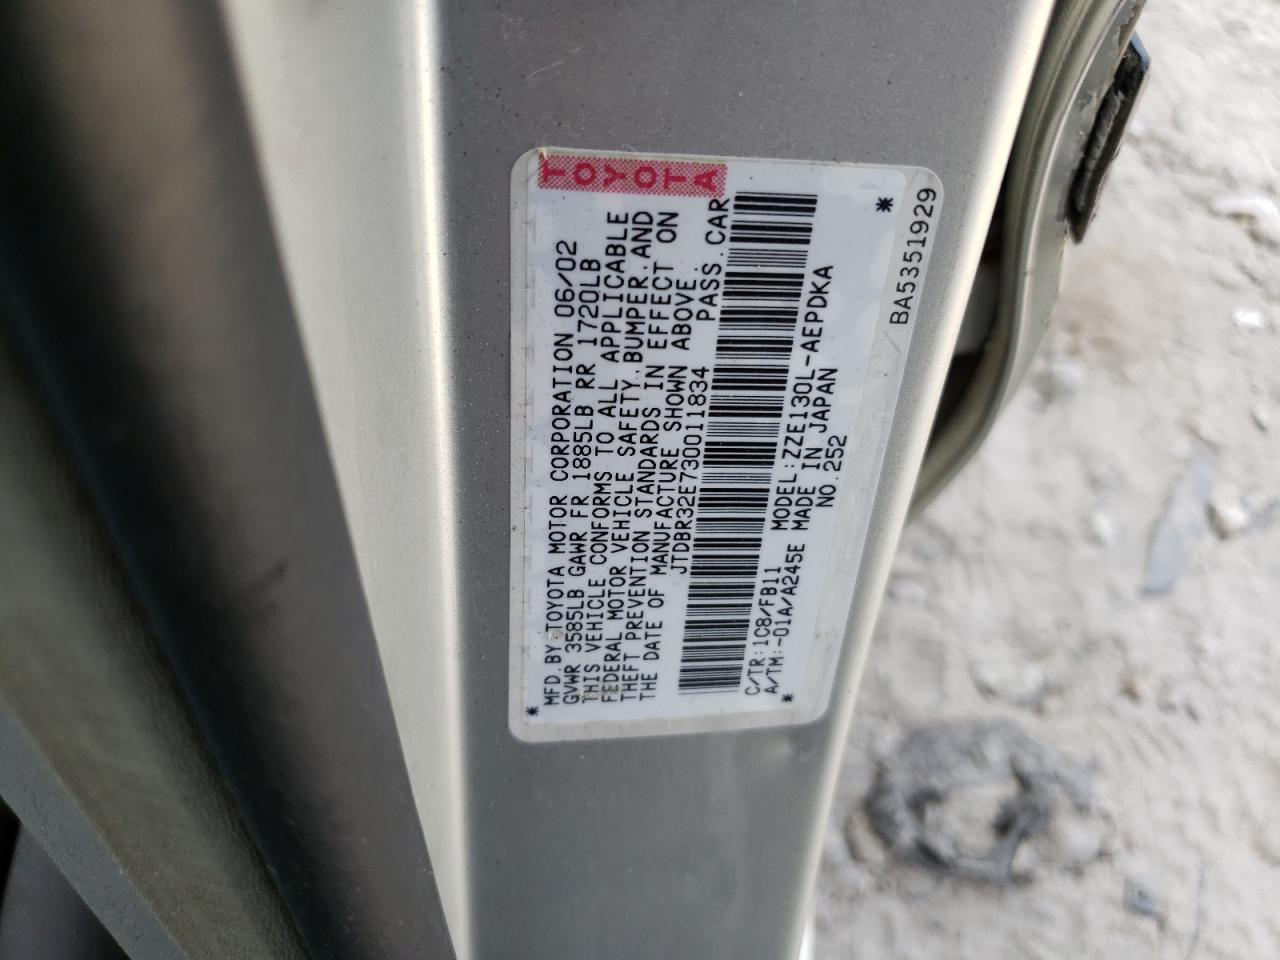 TOYOTA
MFD. BY: TOYOTA MOTOR CORPORATION 06/02
GVWR 3585LB GAWR FR 1885LB RR 1720LB
THIS VEHICLE CONFORMS TO ALL APPLICABLE
FEDERAL MOTOR VEHICLE SAFETY, BUMPER, AND
THEFT PREVENTION STANDARDS IN EFFECT ON
THE DATE OF MANUFACTURE SHOWN ABOVE.
JTDBR32E730011834 PASS. CAR
C/TR: 1C8/FB11 MODEL: ZZE130L-AEPDKA
A/TM: -01A/A245E MADE IN JAPAN
* NO. 252 *
BA5351929